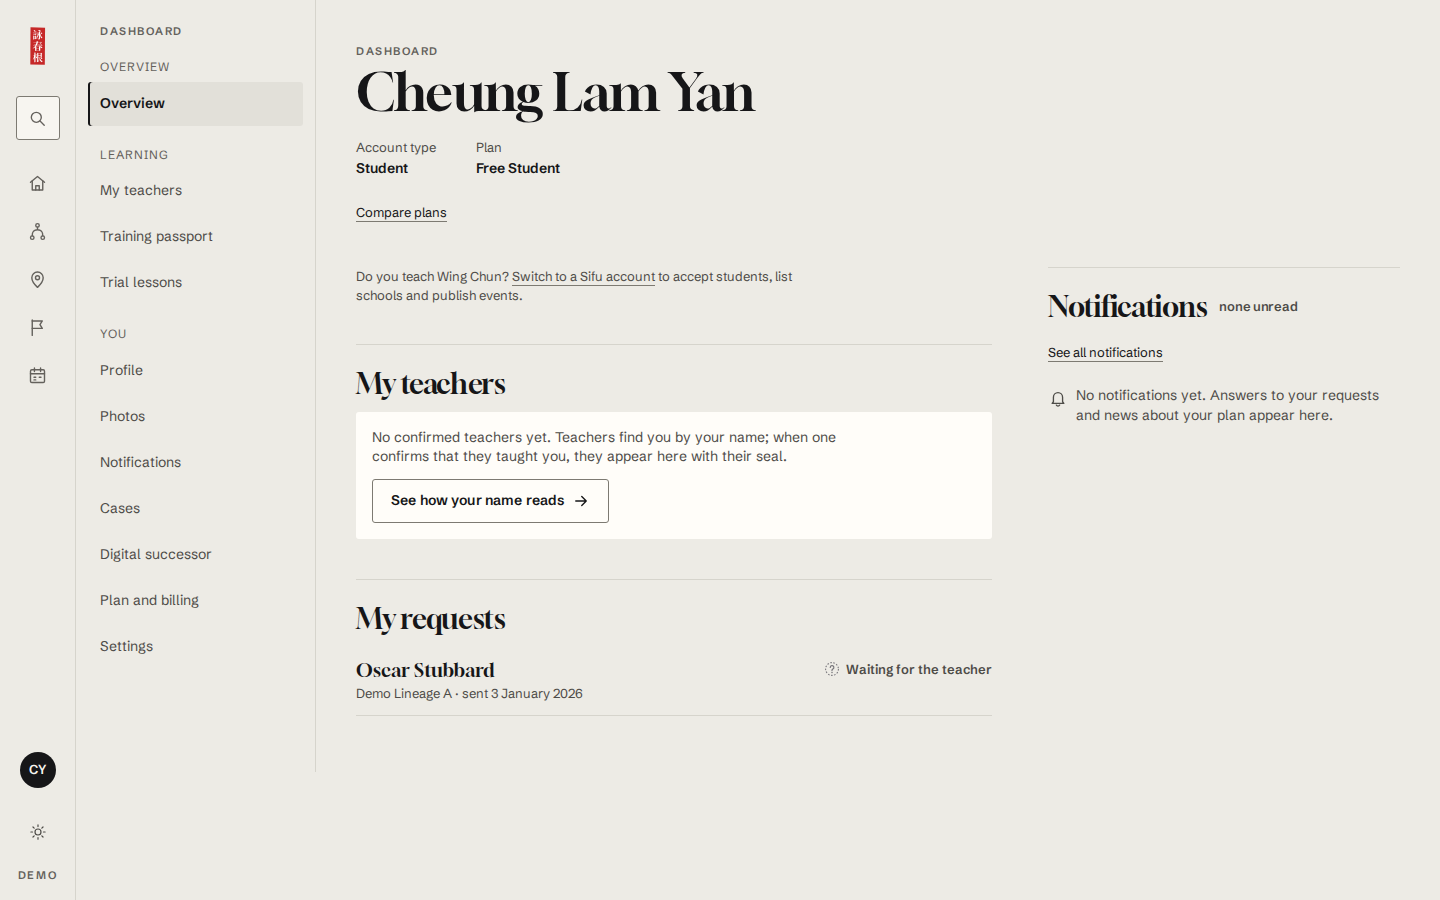 詠春根
DASHBOARD
OVERVIEW
Overview
LEARNING
My teachers
Training passport
Trial lessons
YOU
Profile
Photos
Notifications
Cases
Digital successor
Plan and billing
Settings
CY
DEMO
DASHBOARD
Cheung Lam Yan
Account type
Student
Plan
Free Student
Compare plans
Do you teach Wing Chun? Switch to a Sifu account to accept students, list
schools and publish events.
My teachers
No confirmed teachers yet. Teachers find you by your name; when one
confirms that they taught you, they appear here with their seal.
See how your name reads
My requests
Oscar Stubbard
Waiting for the teacher
Demo Lineage A · sent 3 January 2026
Notifications none unread
See all notifications
No notifications yet. Answers to your requests
and news about your plan appear here.